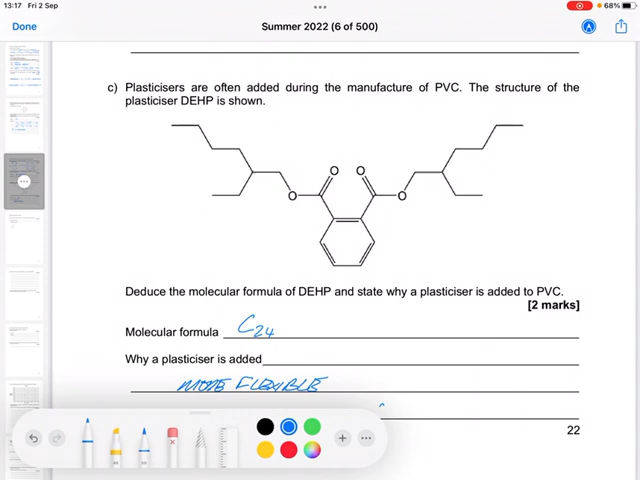 13:17 Fri 2 Sep
68%
Done
Summer 2022 (6 of 500)
c) Plasticisers are often added during the manufacture of PVC. The structure of the
plasticiser DEHP is shown.
O O
O O
Deduce the molecular formula of DEHP and state why a plasticiser is added to PVC.
[2 marks]
Molecular formula C24
Why a plasticiser is added
MORE FLEXIBLE
22